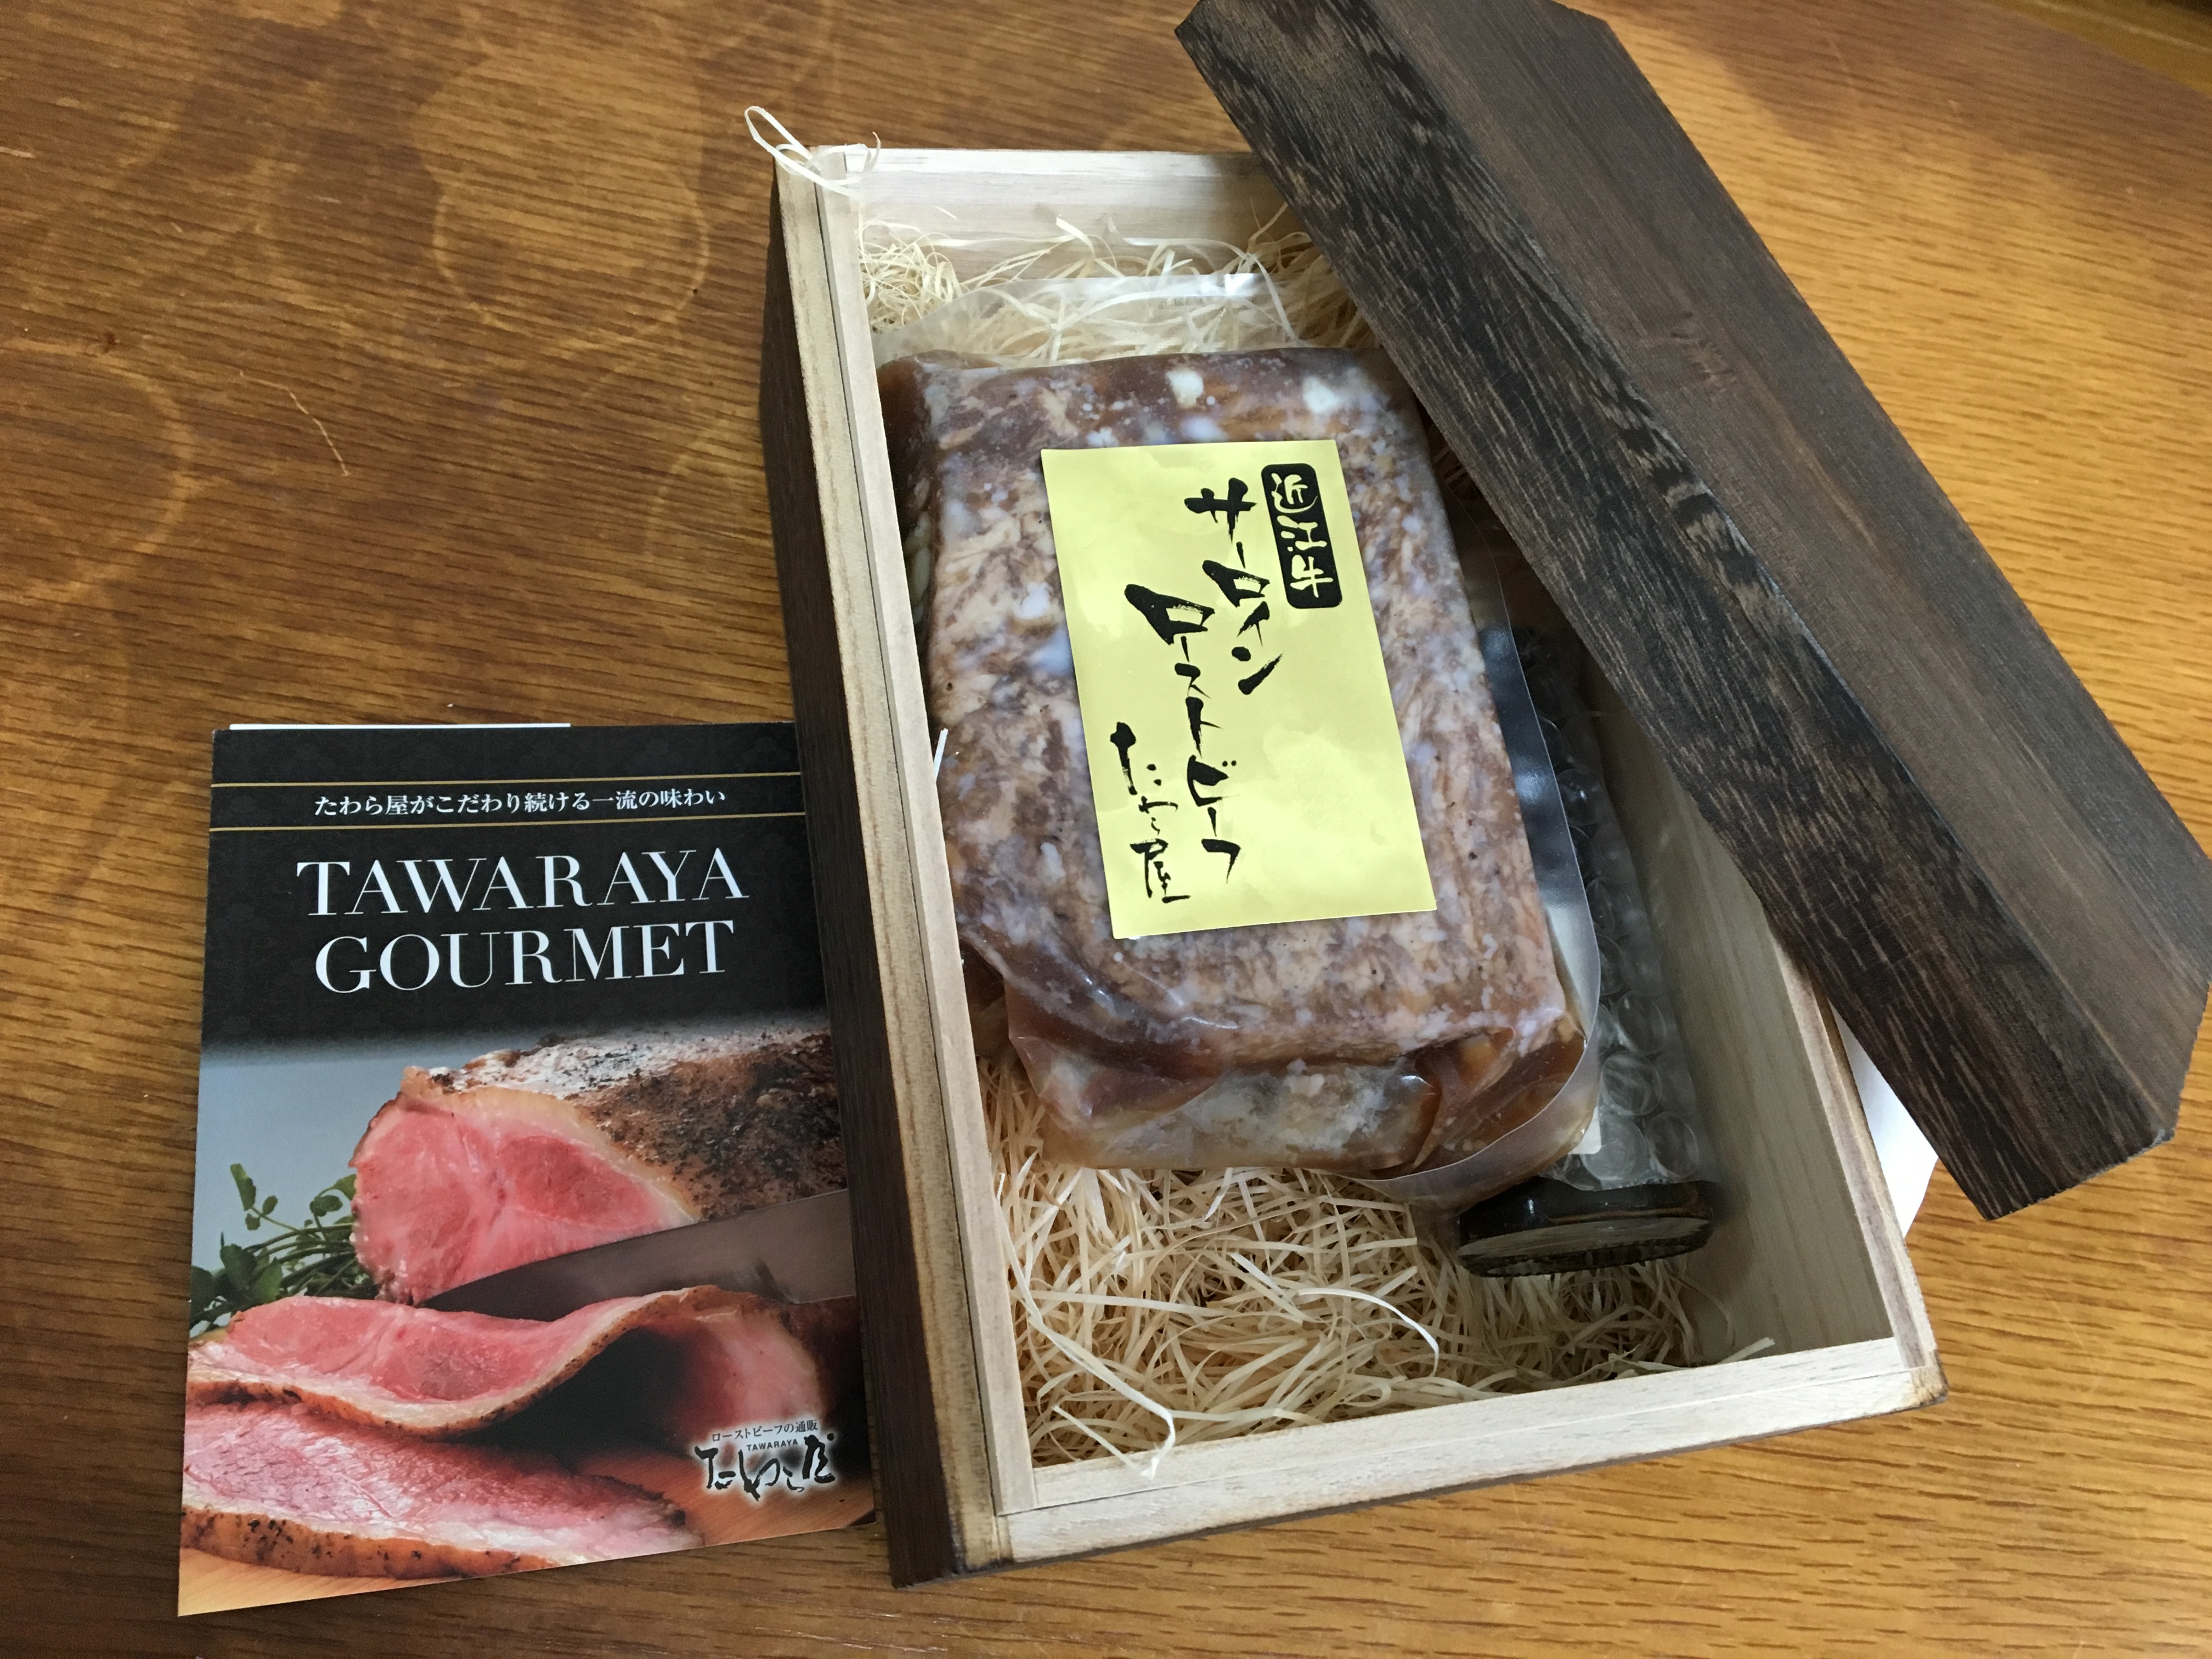 たわら屋がこだわり続ける一流の味わい
TAWARAYA
GOURMET
ローストビーフの通販
TAWARAYA
たわら屋
近江牛
サーロイン
ローストビーフ
たわら屋